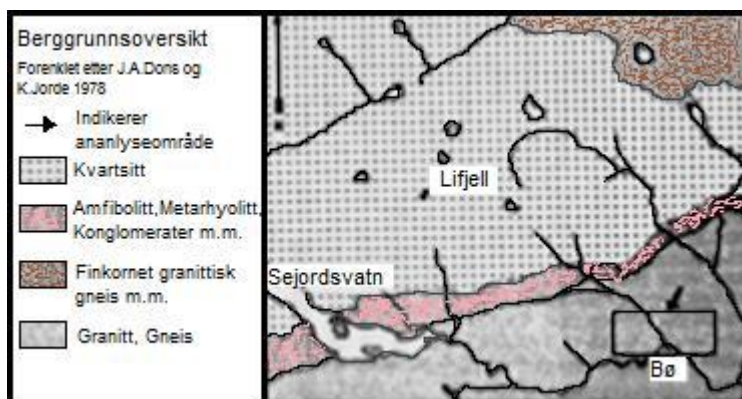 Berggrunnsoversikt
Forenklet etter J.A.Dons og
K.Jorde 1978
Indikerer
ananlyseområde
Kvartsitt
Amfibolitt,Metarhyolitt,
Konglomerater m.m.
Finkornet granittisk
gneis m.m.
Granitt, Gneis
Lifjell
Sejordsvatn
Bø